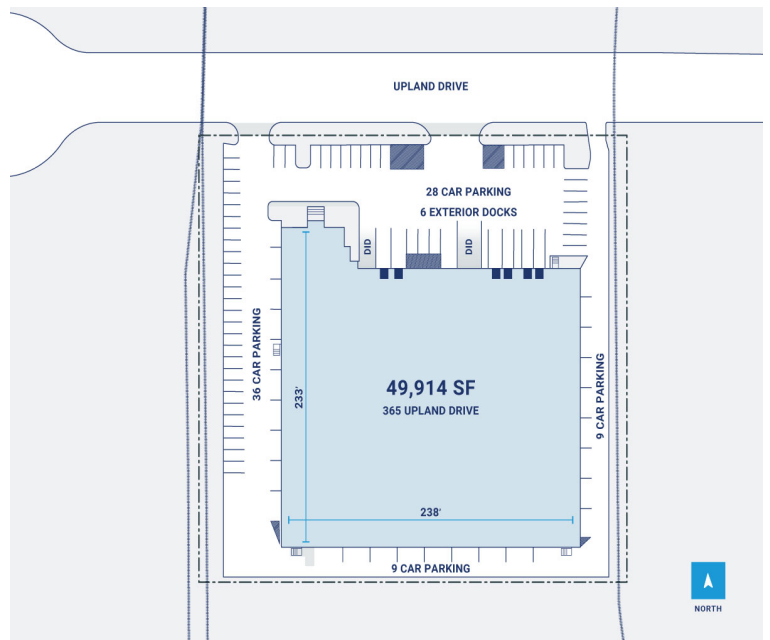 UPLAND DRIVE
28 CAR PARKING
6 EXTERIOR DOCKS
DID
DID
36 CAR PARKING
233'
49,914 SF
365 UPLAND DRIVE
9 CAR PARKING
238'
9 CAR PARKING
NORTH